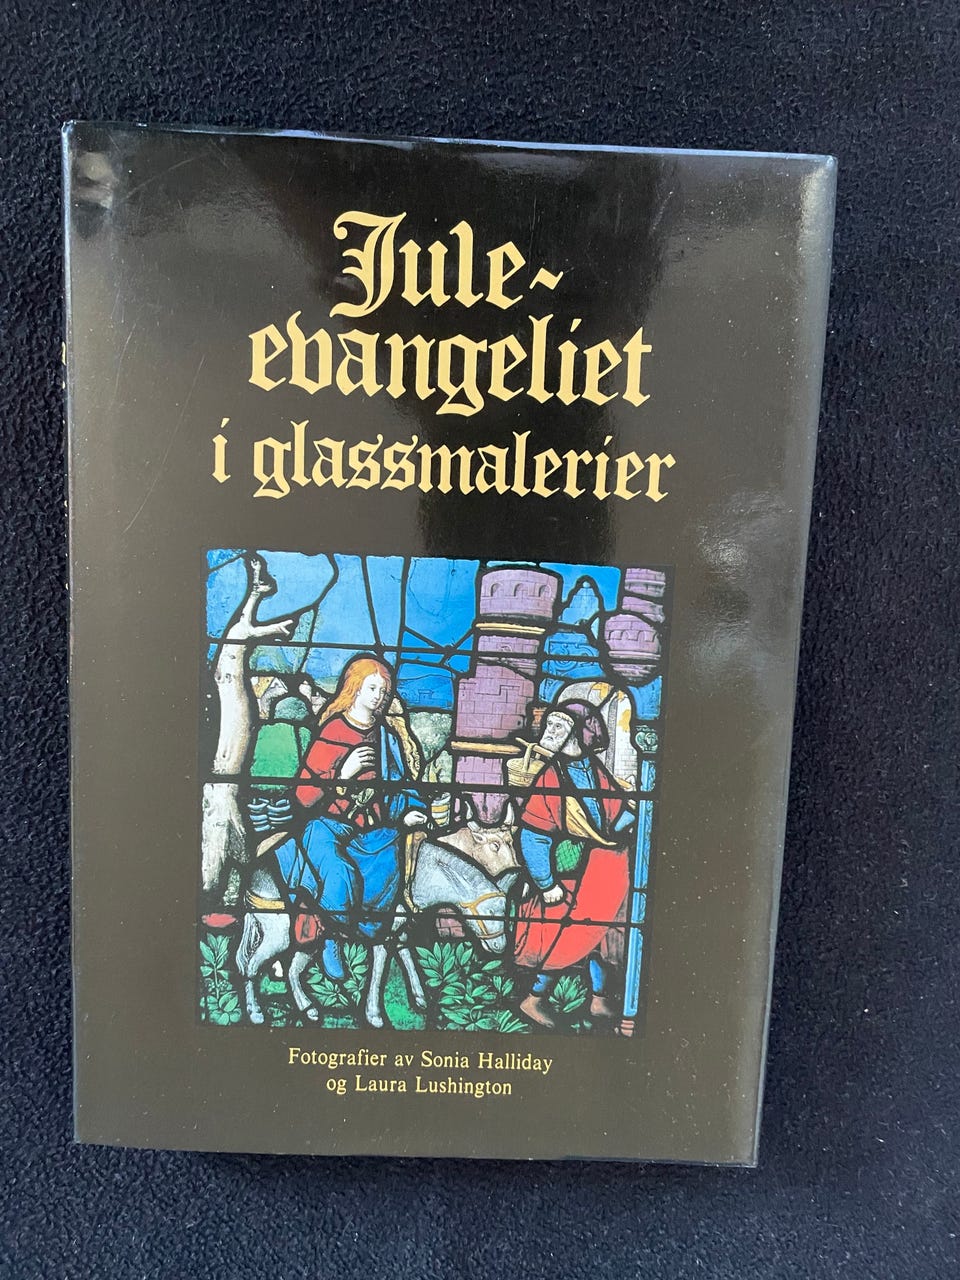 Jule-
evangeliet
i glassmalerier
Fotografier av Sonia Halliday
og Laura Lushington